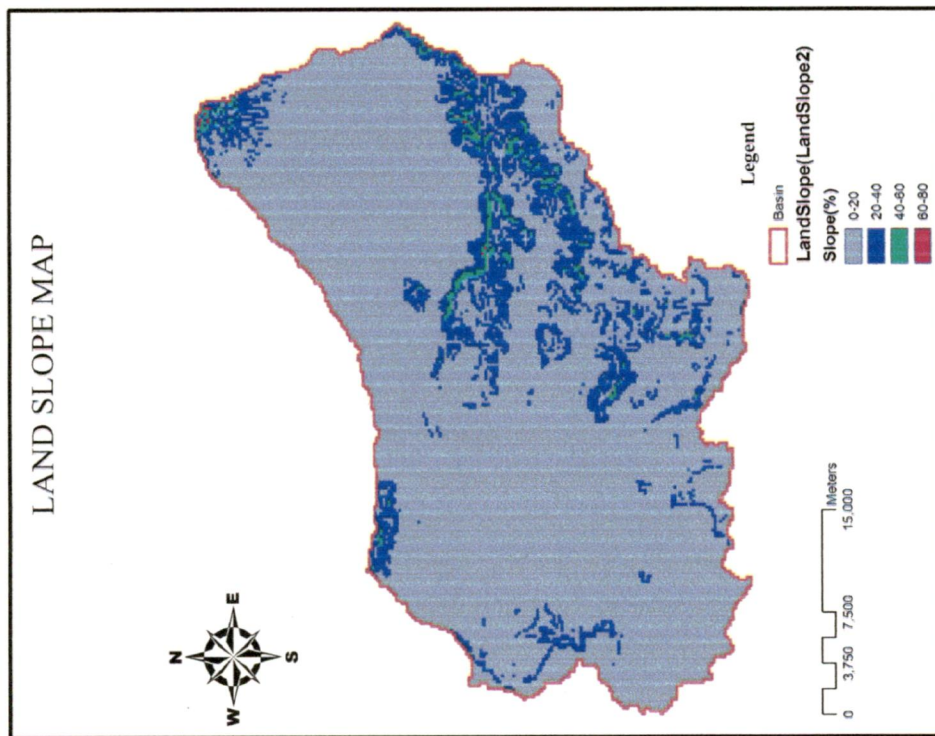 LAND SLOPE MAP
N
W
E
S
Legend
Basin
LandSlope(LandSlope2)
Slope(%)
0-20
20-40
40-60
60-80
0
3,750
7,500
15,000
Meters